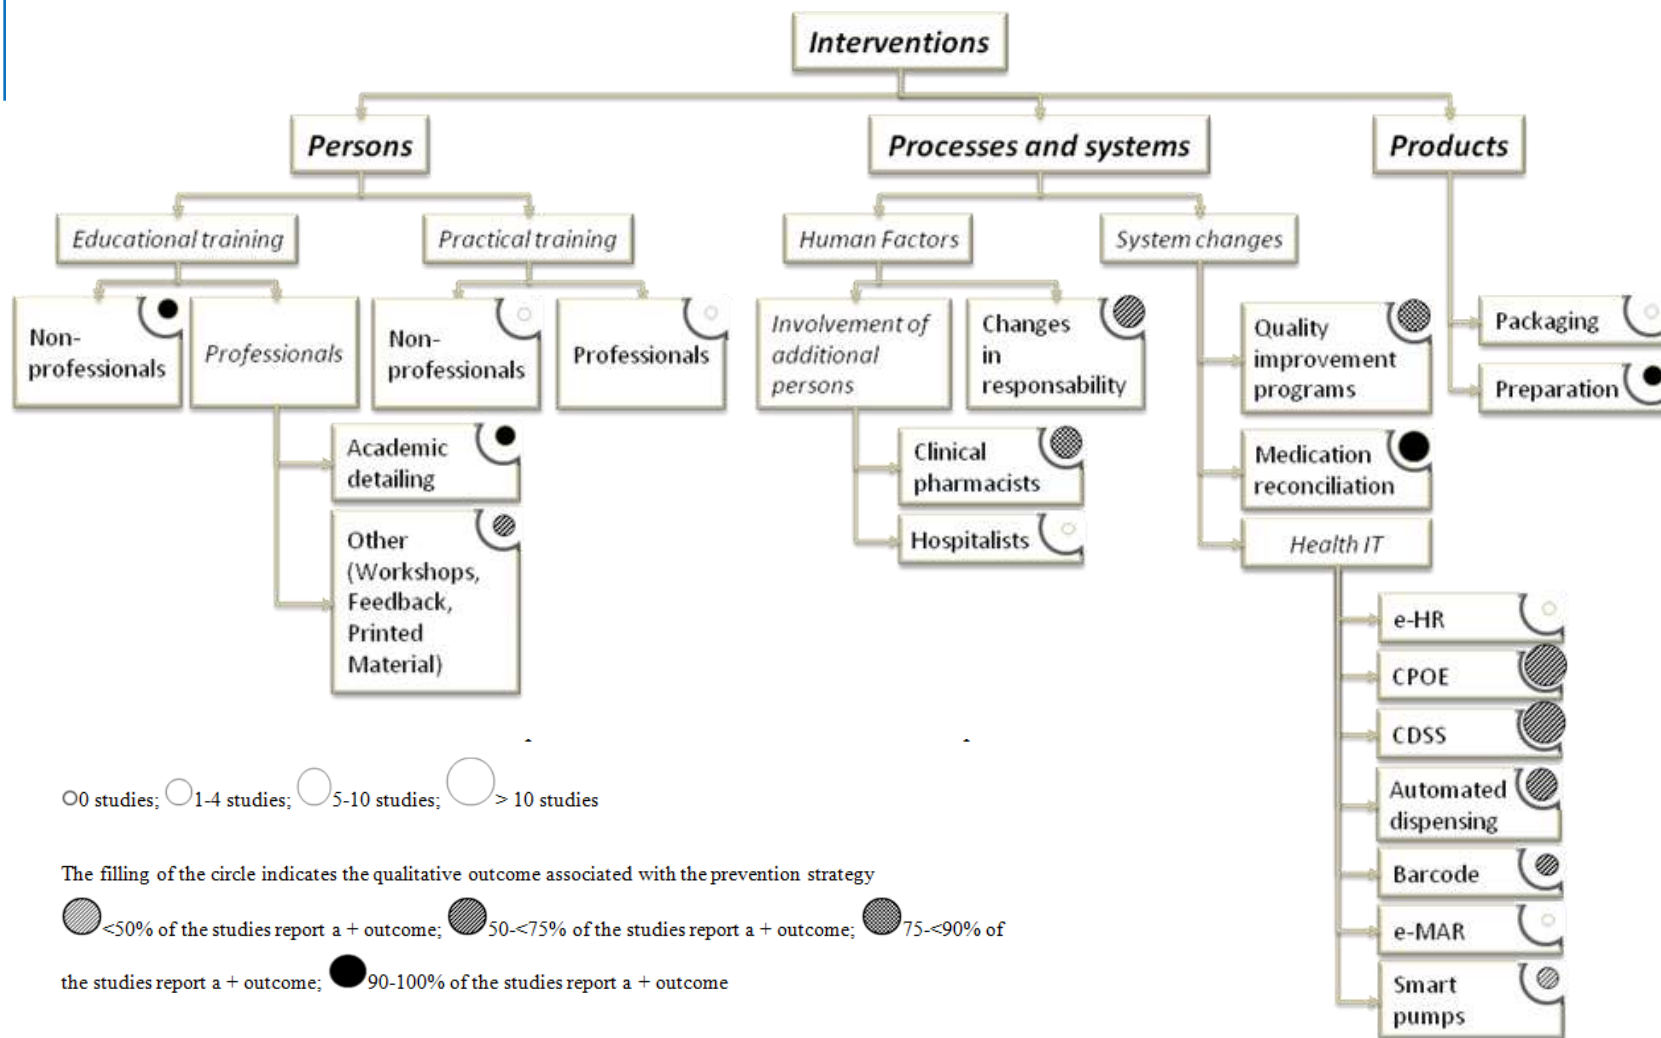 Interventions
Persons
Processes and systems
Products
Educational training
Practical training
Human Factors
System changes
Non-
professionals
Professionals
Non-
professionals
Professionals
Involvement of
additional
persons
Changes
in
responsability
Quality
improvement
programs
Packaging
Preparation
Academic
detailing
Clinical
pharmacists
Medication
reconciliation
Other
(Workshops,
Feedback,
Printed
Material)
Hospitalists
Health IT
e-HR
CPOE
CDSS
Automated
dispensing
Barcode
e-MAR
Smart
pumps
0 studies; 1-4 studies; 5-10 studies; > 10 studies
The filling of the circle indicates the qualitative outcome associated with the prevention strategy
<50% of the studies report a + outcome; 50-<75% of the studies report a + outcome; 75-<90% of
the studies report a + outcome; 90-100% of the studies report a + outcome